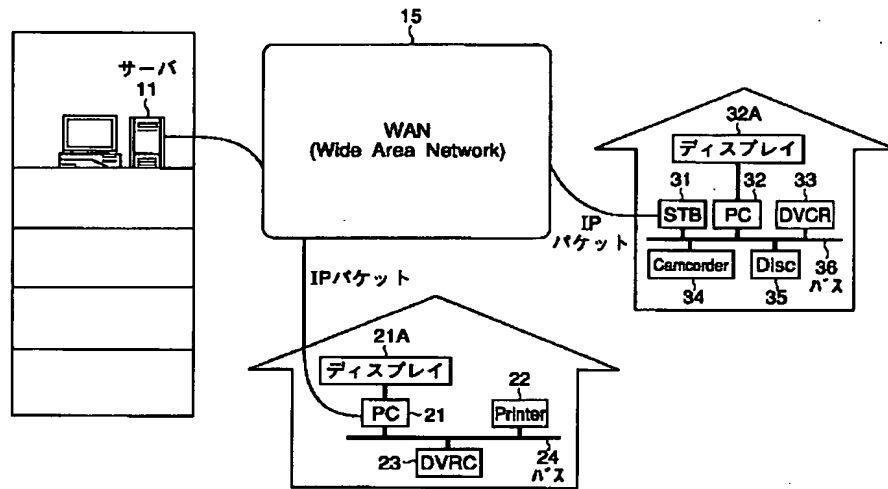 15
サーバ
11
WAN
(Wide Area Network)
32A
ディスプレイ
31
32
33
STB
PC
DVCR
IP
パケット
Camcorder
Disc
36
バス
34
35
IPパケット
21A
ディスプレイ
22
PC
21
Printer
23
DVRC
24
バス